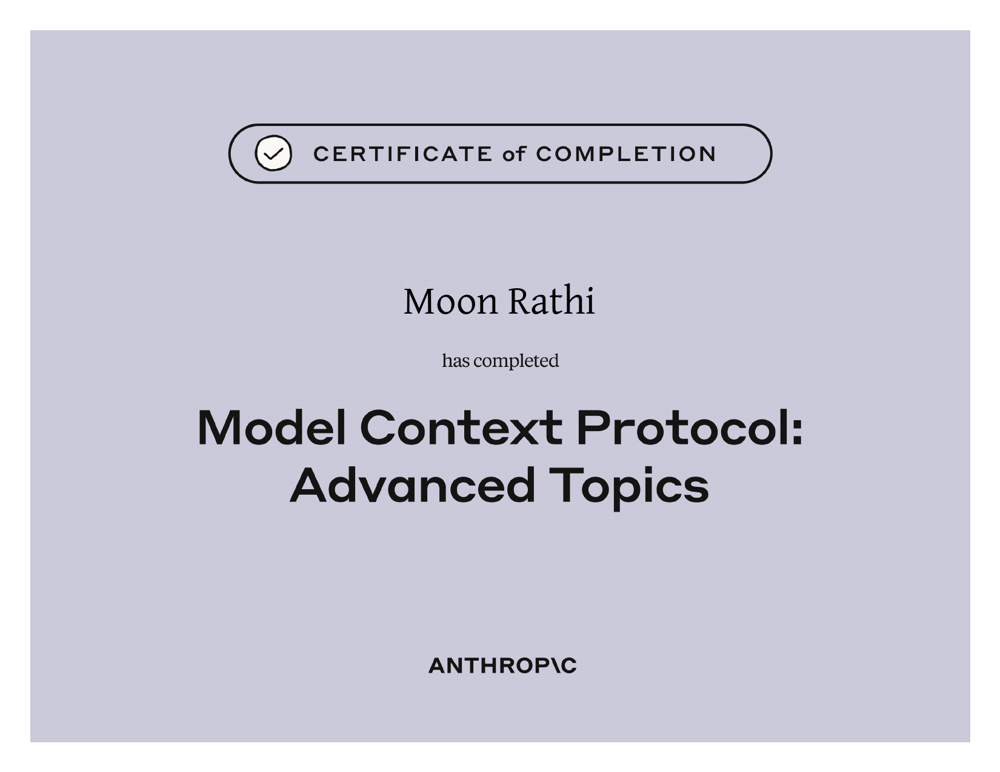 CERTIFICATE of COMPLETION
Moon Rathi
has completed
Model Context Protocol:
Advanced Topics
ANTHROP\C